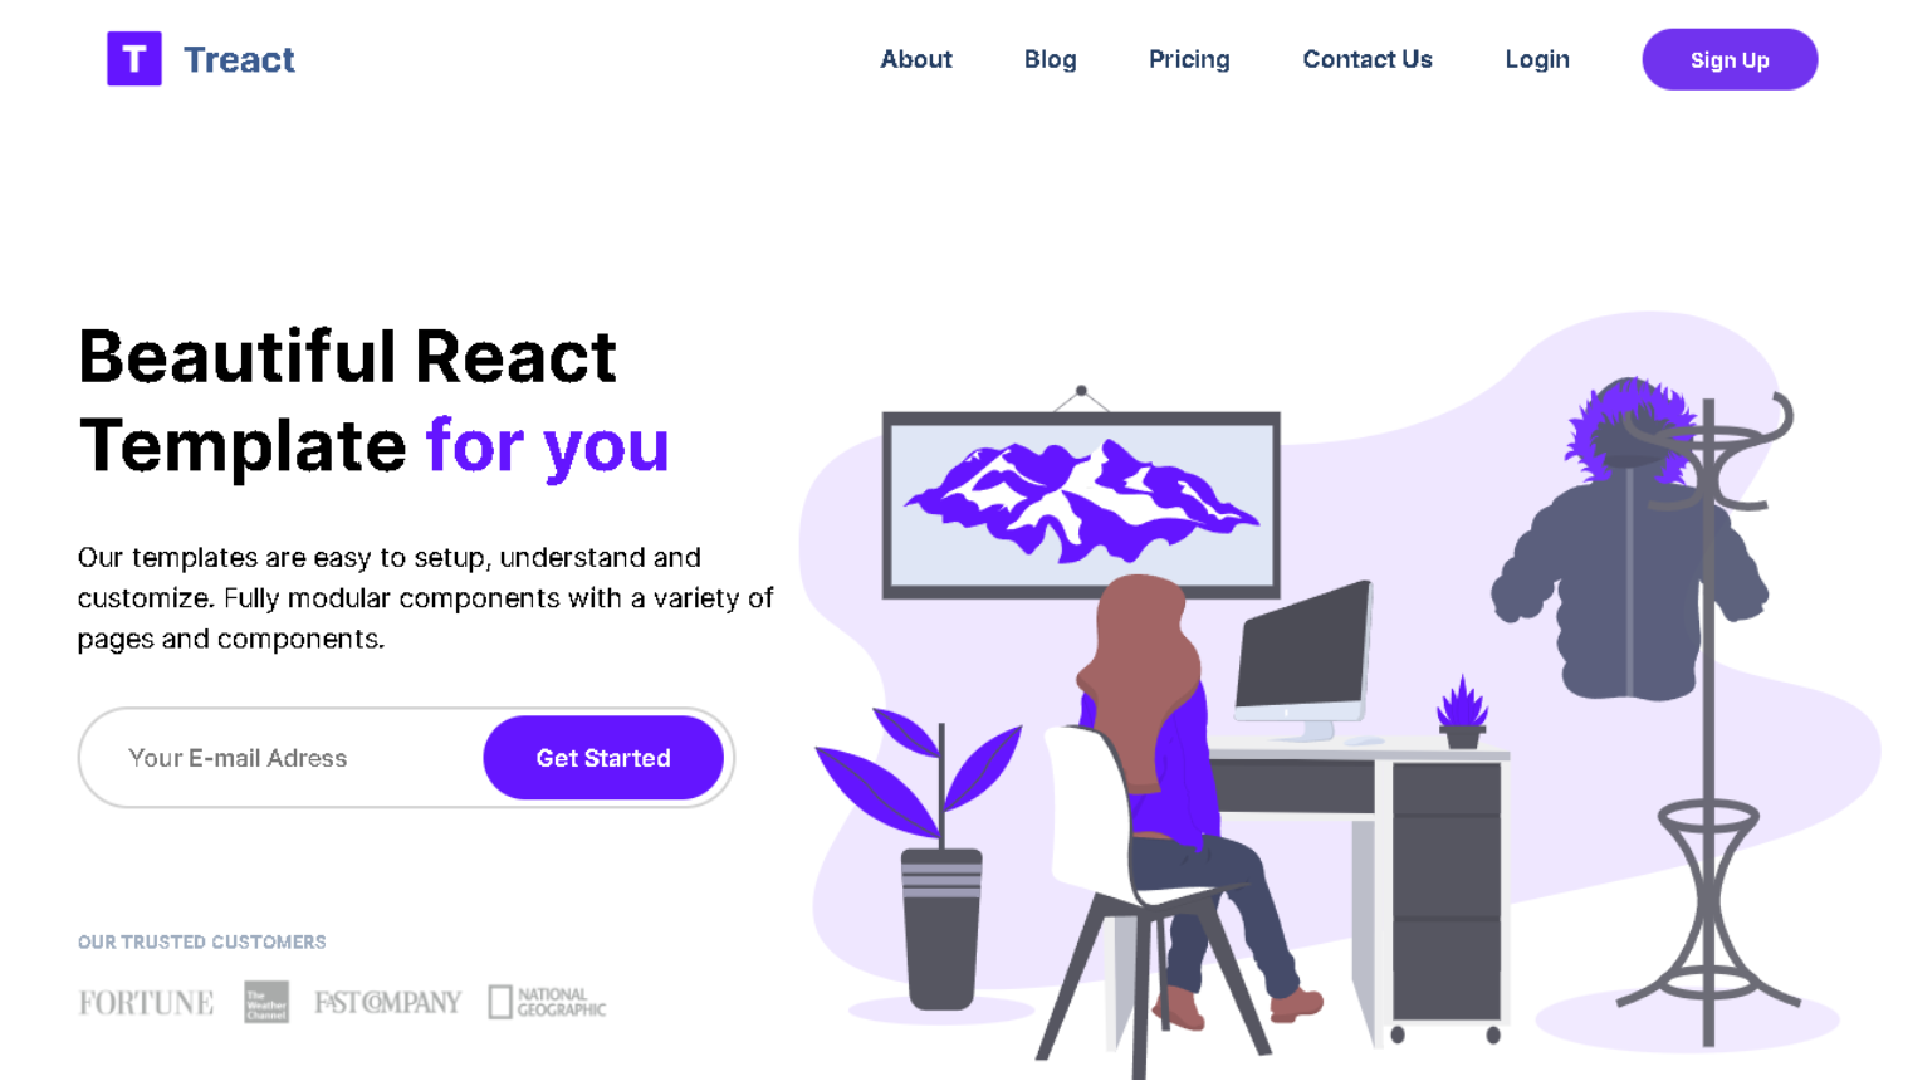 T Treact
About Blog Pricing Contact Us Login Sign Up
Beautiful React
Template for you
Our templates are easy to setup, understand and
customize. Fully modular components with a variety of
pages and components.
Your E-mail Adress
Get Started
OUR TRUSTED CUSTOMERS
FORTUNE
The
Weather
Channel
FAST COMPANY
NATIONAL
GEOGRAPHIC